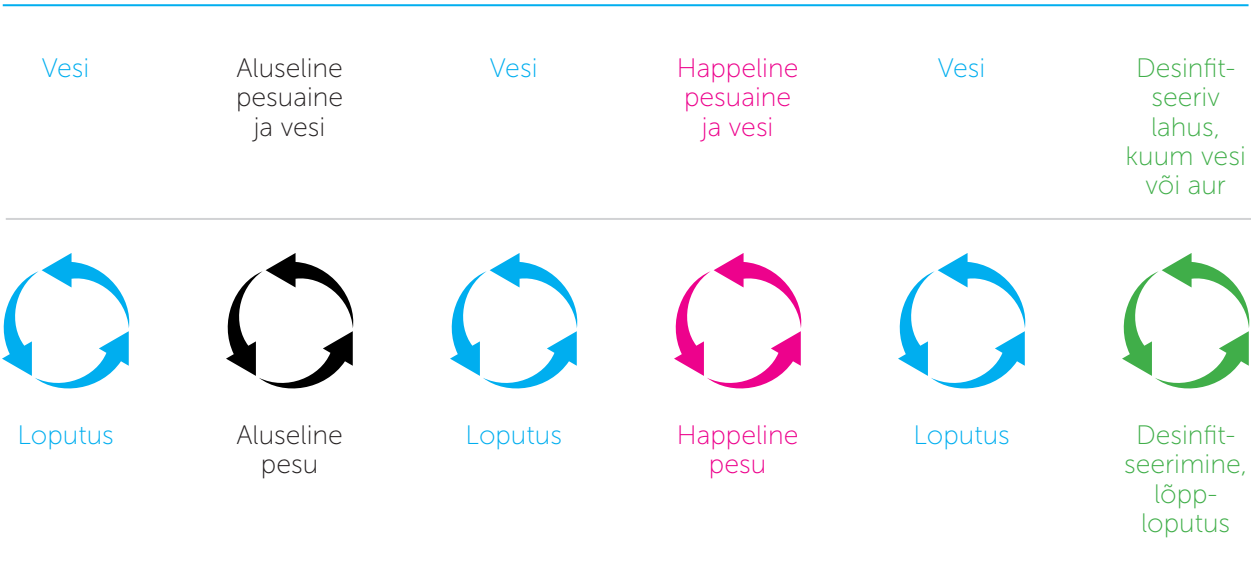 Vesi
Aluseline
pesuaine
ja vesi
Vesi
Happeline
pesuaine
ja vesi
Vesi
Desinfit-
seeriv
lahus,
kuum vesi
või aur
Loputus
Aluseline
pesu
Loputus
Happeline
pesu
Loputus
Desinfit-
seerimine,
lõpp-
loputus